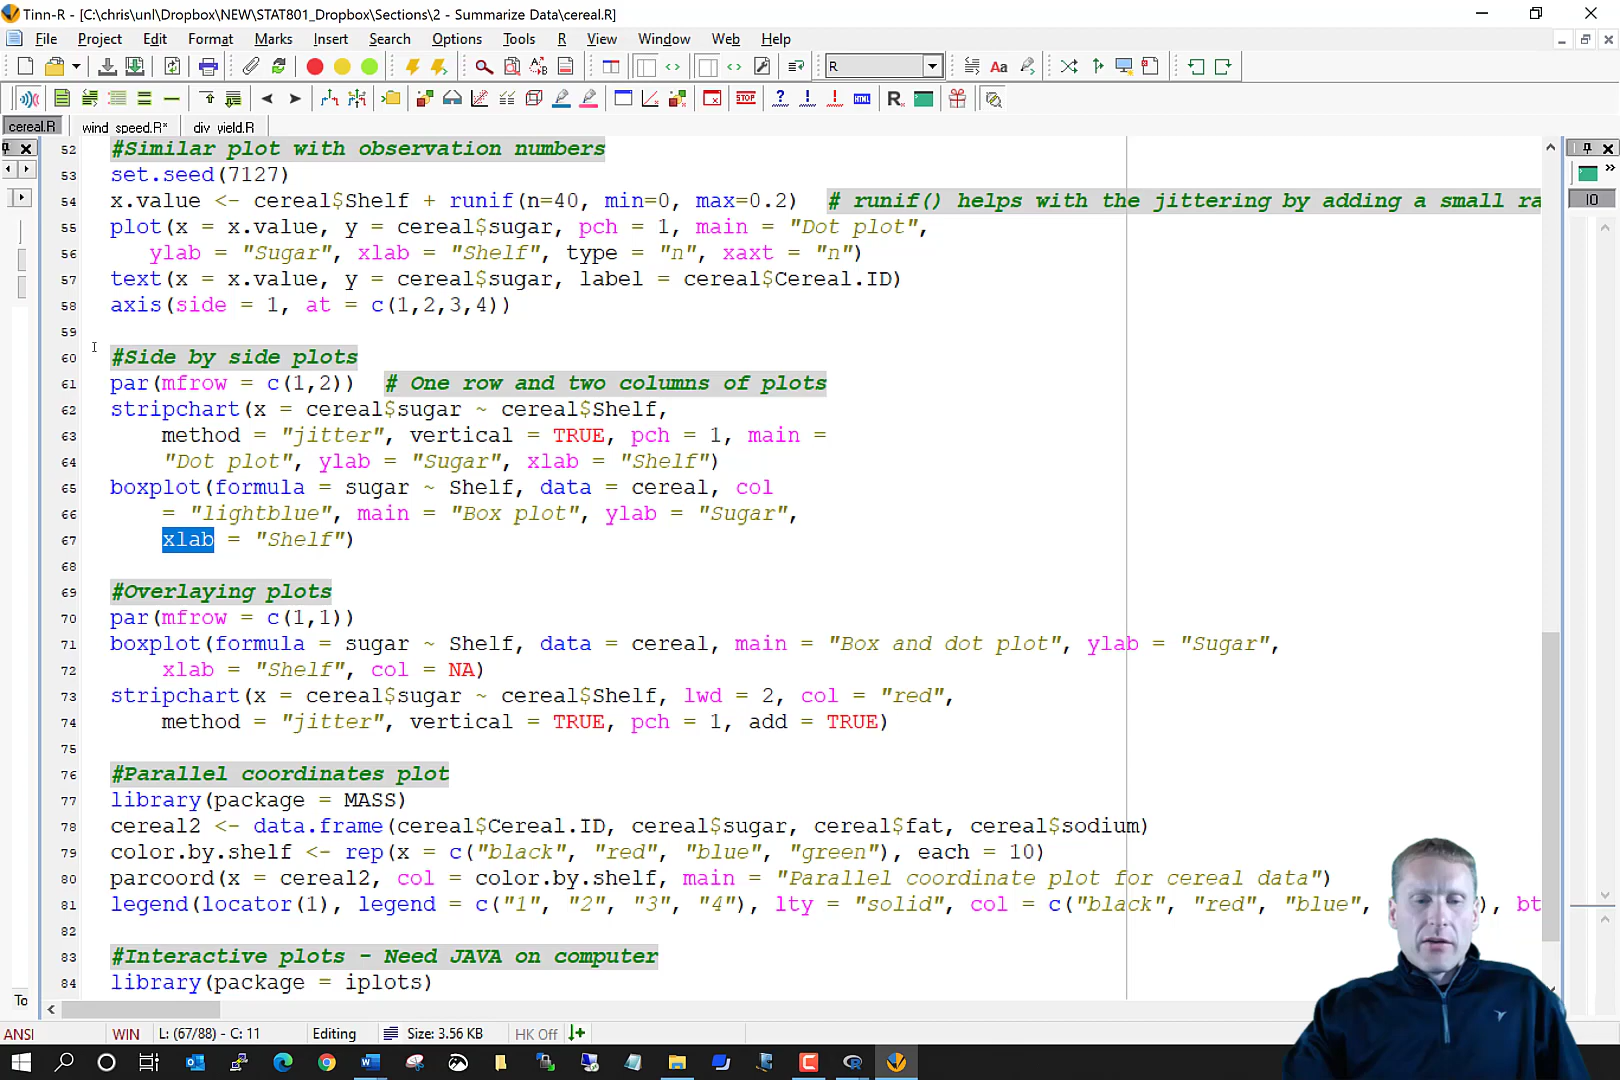 Tinn-R - [C:\chris\unl\Dropbox\NEW\STAT801_Dropbox\Sections\2 - Summarize Data\cereal.R]
File Project Edit Format Marks Insert Search Options Tools R View Window Web Help
R
cereal.R wind_speed.R* div_yield.R
52 #Similar plot with observation numbers
53 set.seed(7127)
54 x.value <- cereal$Shelf + runif(n=40, min=0, max=0.2) # runif() helps with the jittering by adding a small ra
55 plot(x = x.value, y = cereal$sugar, pch = 1, main = "Dot plot",
56 ylab = "Sugar", xlab = "Shelf", type = "n", xaxt = "n")
57 text(x = x.value, y = cereal$sugar, label = cereal$Cereal.ID)
58 axis(side = 1, at = c(1,2,3,4))
59
60 #Side by side plots
61 par(mfrow = c(1,2)) # One row and two columns of plots
62 stripchart(x = cereal$sugar ~ cereal$Shelf,
63 method = "jitter", vertical = TRUE, pch = 1, main =
64 "Dot plot", ylab = "Sugar", xlab = "Shelf")
65 boxplot(formula = sugar ~ Shelf, data = cereal, col
66 = "lightblue", main = "Box plot", ylab = "Sugar",
67 xlab = "Shelf")
68
69 #Overlaying plots
70 par(mfrow = c(1,1))
71 boxplot(formula = sugar ~ Shelf, data = cereal, main = "Box and dot plot", ylab = "Sugar",
72 xlab = "Shelf", col = NA)
73 stripchart(x = cereal$sugar ~ cereal$Shelf, lwd = 2, col = "red",
74 method = "jitter", vertical = TRUE, pch = 1, add = TRUE)
75
76 #Parallel coordinates plot
77 library(package = MASS)
78 cereal2 <- data.frame(cereal$Cereal.ID, cereal$sugar, cereal$fat, cereal$sodium)
79 color.by.shelf <- rep(x = c("black", "red", "blue", "green"), each = 10)
80 parcoord(x = cereal2, col = color.by.shelf, main = "Parallel coordinate plot for cereal data")
81 legend(locator(1), legend = c("1", "2", "3", "4"), lty = "solid", col = c("black", "red", "blue", ), bt
82
83 #Interactive plots - Need JAVA on computer
84 library(package = iplots)
IO
To
ANSI WIN L: (67/88) - C: 11 Editing Size: 3.56 KB HK Off